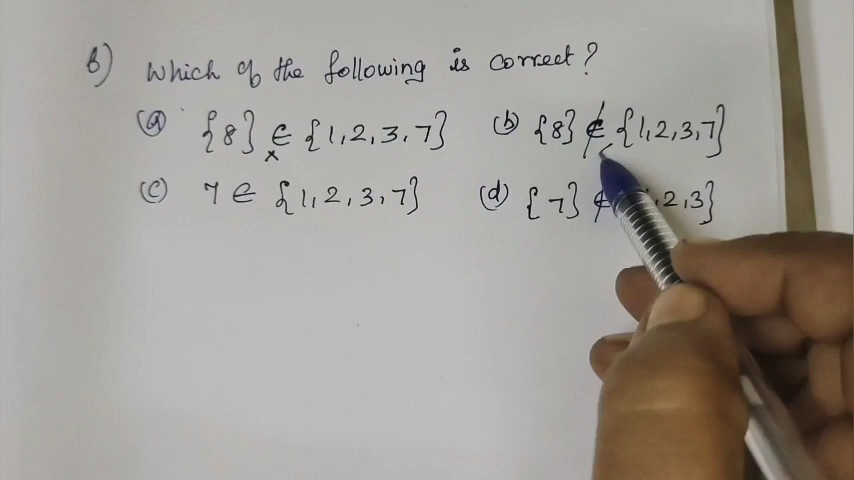 6) Which of the following is correct?
(a) {8} ∈ {1,2,3,7} (b) {8} ∉ {1,2,3,7}
(c) 7 ∈ {1,2,3,7} (d) {7} ∉ ,2,3}